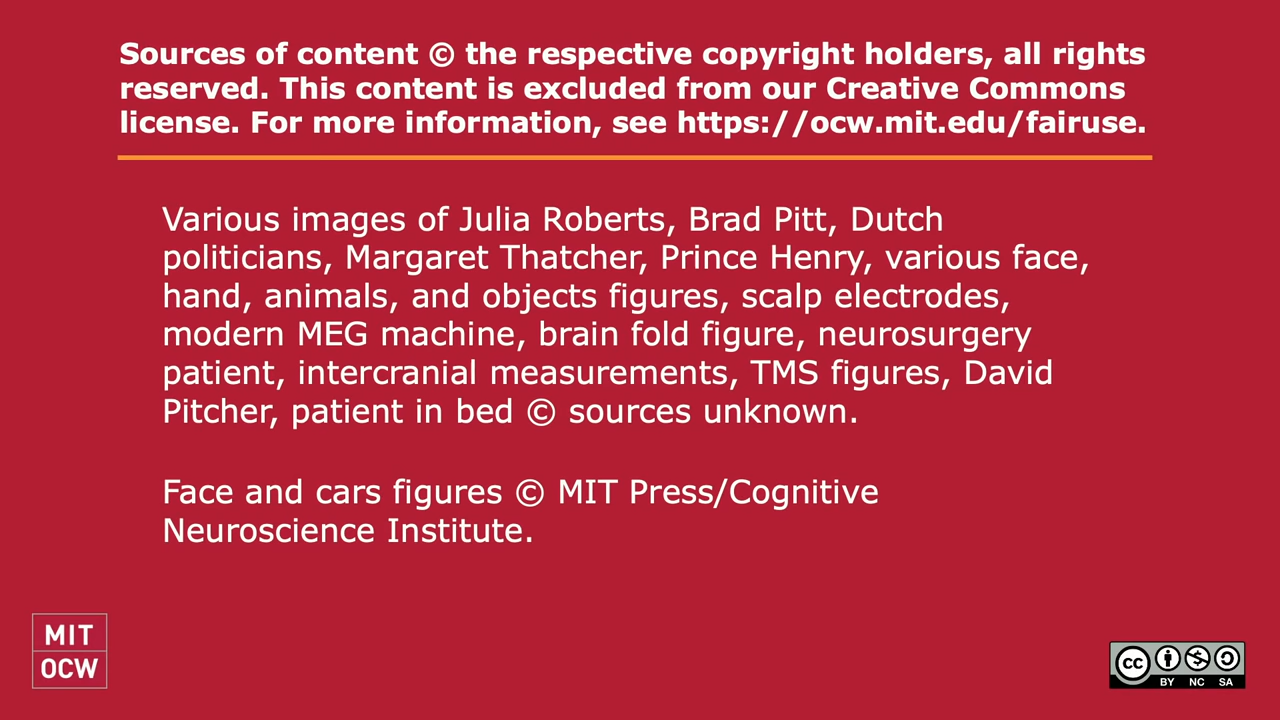 Sources of content © the respective copyright holders, all rights
reserved. This content is excluded from our Creative Commons
license. For more information, see https://ocw.mit.edu/fairuse.
Various images of Julia Roberts, Brad Pitt, Dutch
politicians, Margaret Thatcher, Prince Henry, various face,
hand, animals, and objects figures, scalp electrodes,
modern MEG machine, brain fold figure, neurosurgery
patient, intercranial measurements, TMS figures, David
Pitcher, patient in bed © sources unknown.
Face and cars figures © MIT Press/Cognitive
Neuroscience Institute.
MIT
OCW
cc
BY NC SA